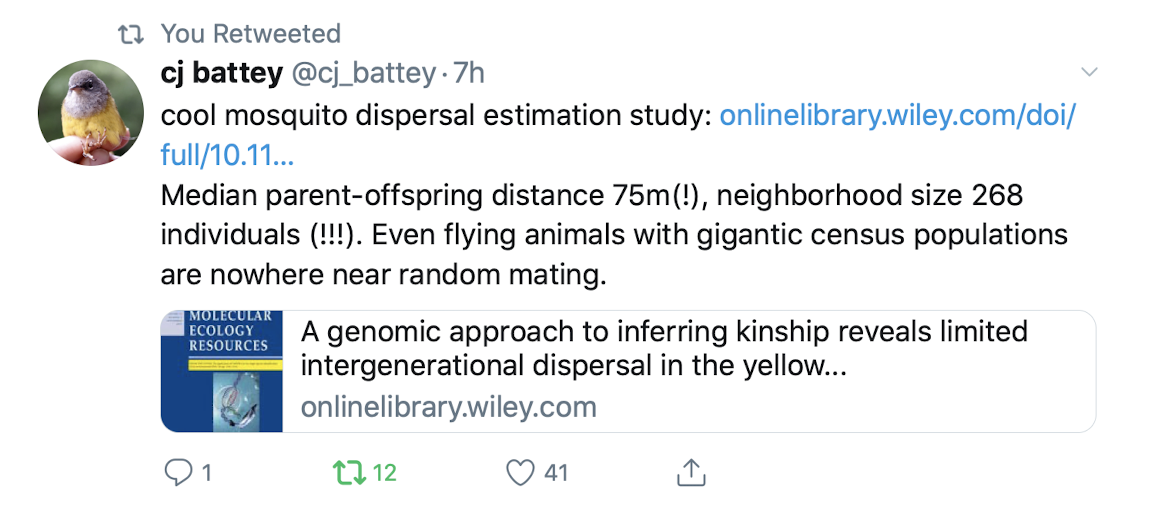 You Retweeted
cj battey @cj_battey · 7h
cool mosquito dispersal estimation study: onlinelibrary.wiley.com/doi/
full/10.11...
Median parent-offspring distance 75m(!), neighborhood size 268
individuals (!!!). Even flying animals with gigantic census populations
are nowhere near random mating.
MOLECULAR
ECOLOGY
RESOURCES
A genomic approach to inferring kinship reveals limited
intergenerational dispersal in the yellow...
onlinelibrary.wiley.com
1 12 41